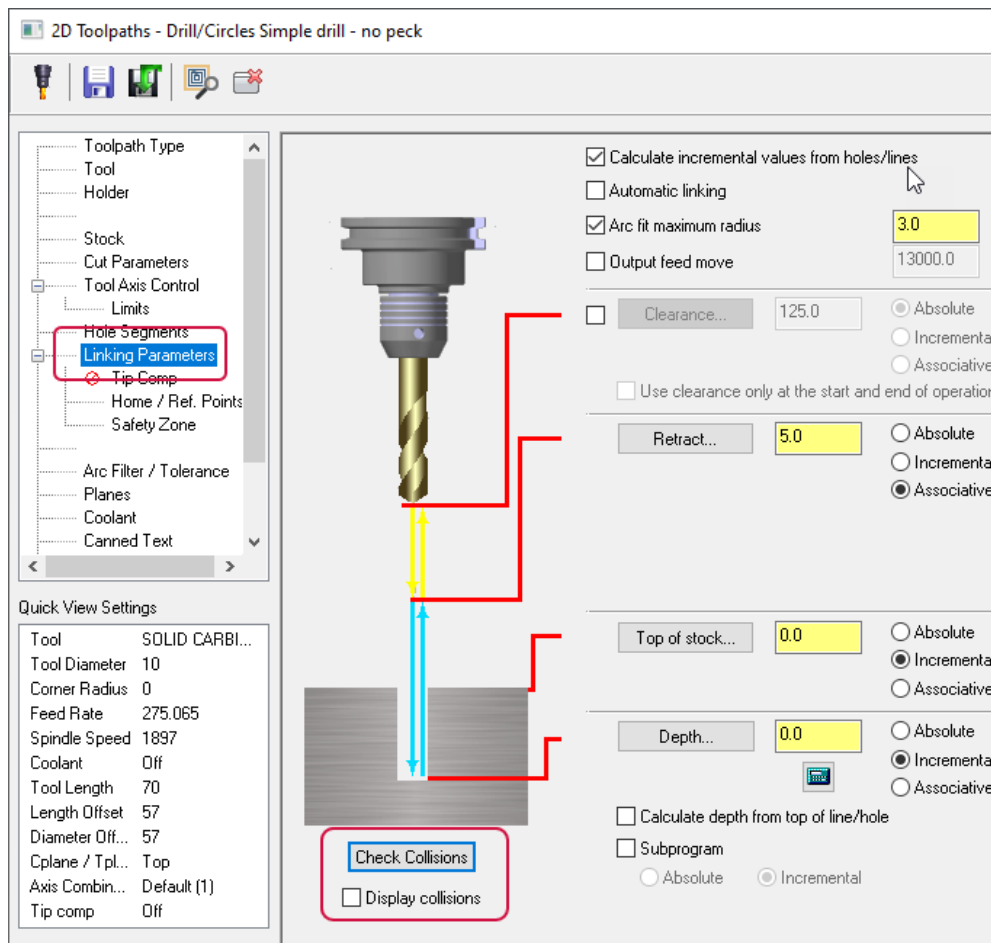 2D Toolpaths - Drill/Circles Simple drill - no peck
Toolpath Type
Tool
Holder
Stock
Cut Parameters
Tool Axis Control
Limits
Hole Segments
Linking Parameters
Tip Comp
Home / Ref. Points
Safety Zone
Arc Filter / Tolerance
Planes
Coolant
Canned Text
Quick View Settings
Tool SOLID CARBI...
Tool Diameter 10
Corner Radius 0
Feed Rate 275.065
Spindle Speed 1897
Coolant Off
Tool Length 70
Length Offset 57
Diameter Off... 57
Cplane / Tpl... Top
Axis Combin... Default (1)
Tip comp Off
Calculate incremental values from holes/lines
Automatic linking
Arc fit maximum radius 3.0
Output feed move 13000.0
Clearance... 125.0 Absolute
Incrementa
Associative
Use clearance only at the start and end of operation
Retract... 5.0 Absolute
Incrementa
Associative
Top of stock... 0.0 Absolute
Incrementa
Associative
Depth... 0.0 Absolute
Incrementa
Associative
Calculate depth from top of line/hole
Subprogram
Absolute Incremental
Check Collisions
Display collisions